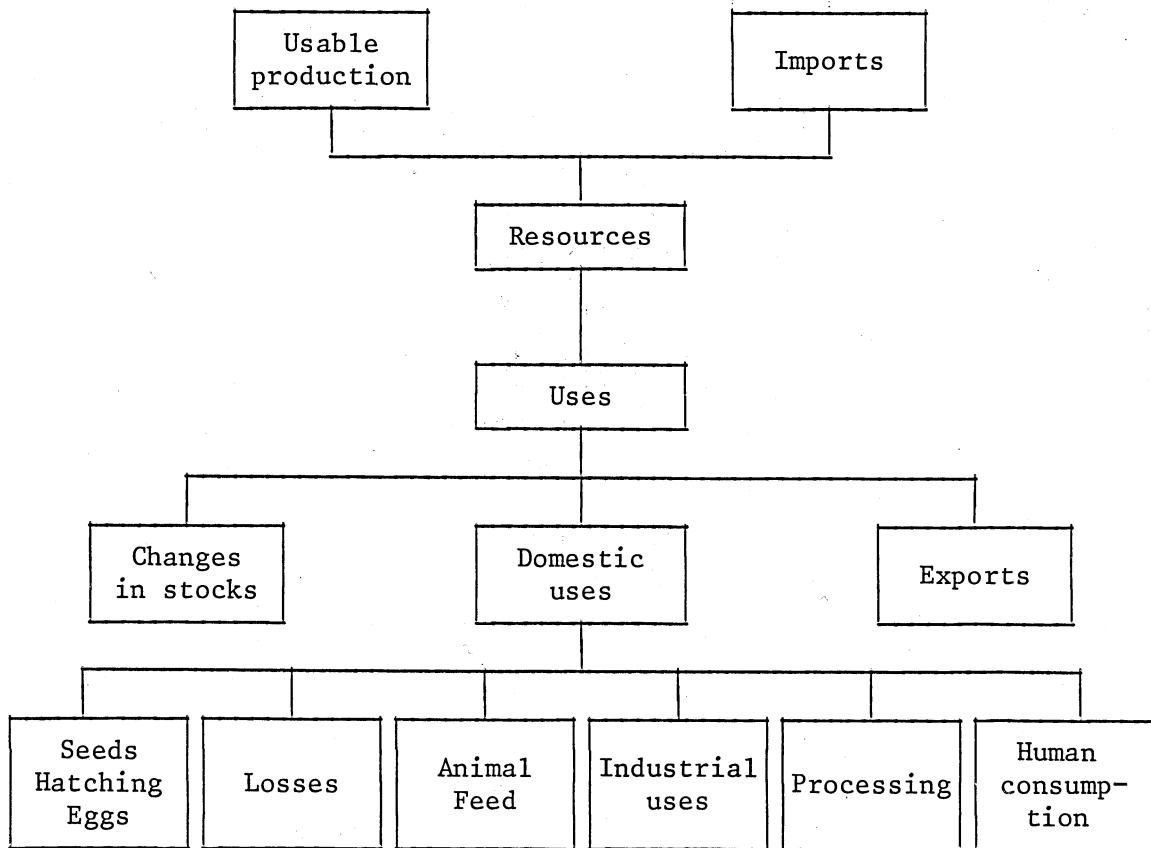 Usable
production
Imports
Resources
Uses
Changes
in stocks
Domestic
uses
Exports
Seeds
Hatching
Eggs
Losses
Animal
Feed
Industrial
uses
Processing
Human
consump-
tion